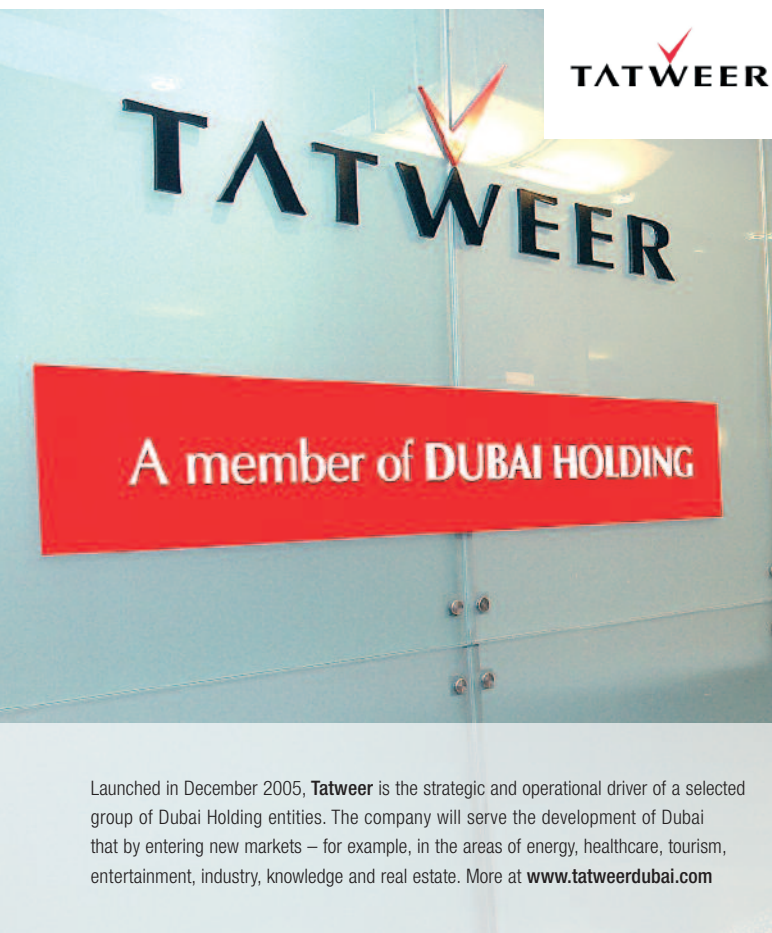 TATWEER
TATWEER
A member of DUBAI HOLDING
Launched in December 2005, Tatweer is the strategic and operational driver of a selected
group of Dubai Holding entities. The company will serve the development of Dubai
that by entering new markets – for example, in the areas of energy, healthcare, tourism,
entertainment, industry, knowledge and real estate. More at www.tatweerdubai.com